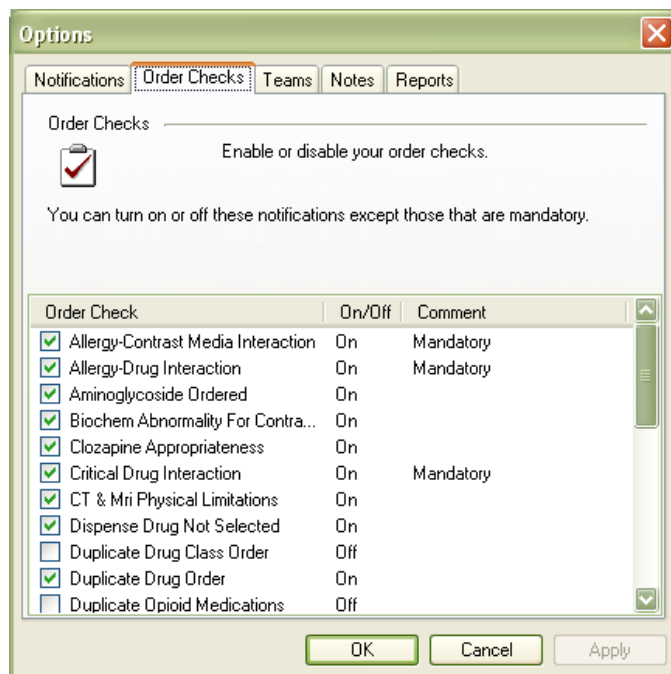 Options
Notifications Order Checks Teams Notes Reports
Order Checks
Enable or disable your order checks.
You can turn on or off these notifications except those that are mandatory.
Order Check On/Off Comment
Allergy-Contrast Media Interaction On Mandatory
Allergy-Drug Interaction On Mandatory
Aminoglycoside Ordered On
Biochem Abnormality For Contra... On
Clozapine Appropriateness On
Critical Drug Interaction On Mandatory
CT & Mri Physical Limitations On
Dispense Drug Not Selected On
Duplicate Drug Class Order Off
Duplicate Drug Order On
Duplicate Opioid Medications Off
OK Cancel Apply